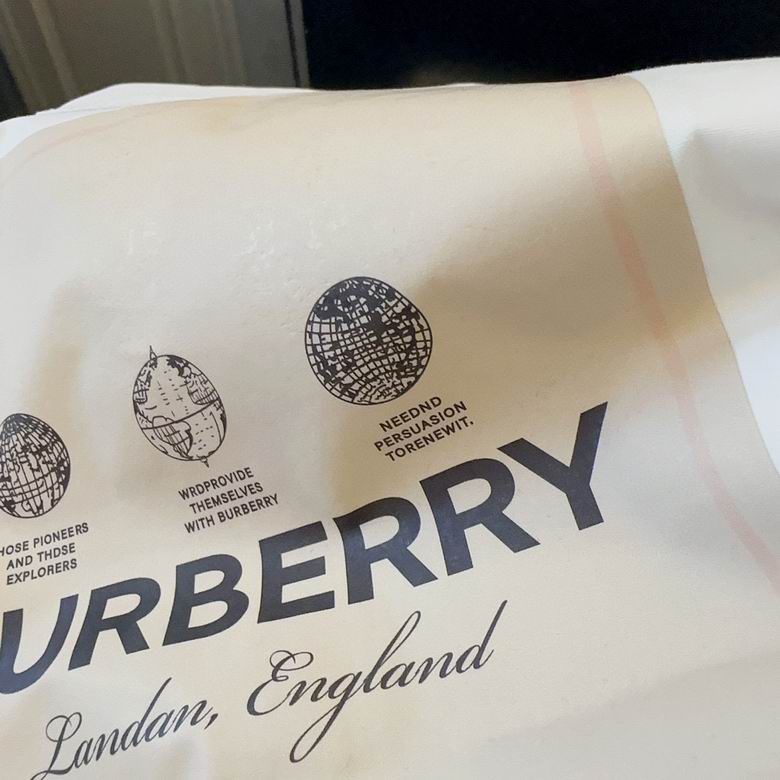 HOSE PIONEERS
AND THDSE
EXPLORERS
WRDPROVIDE
THEMSELVES
WITH BURBERRY
NEEDND
PERSUASION
TORENEWIT.
URBERRY
Landan, England